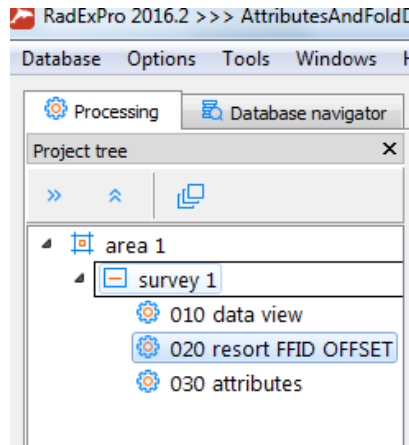 RadExPro 2016.2 >>> AttributesAndFoldD
Database Options Tools Windows
Processing Database navigator
Project tree
area 1
survey 1
010 data view
020 resort FFID OFFSET
030 attributes